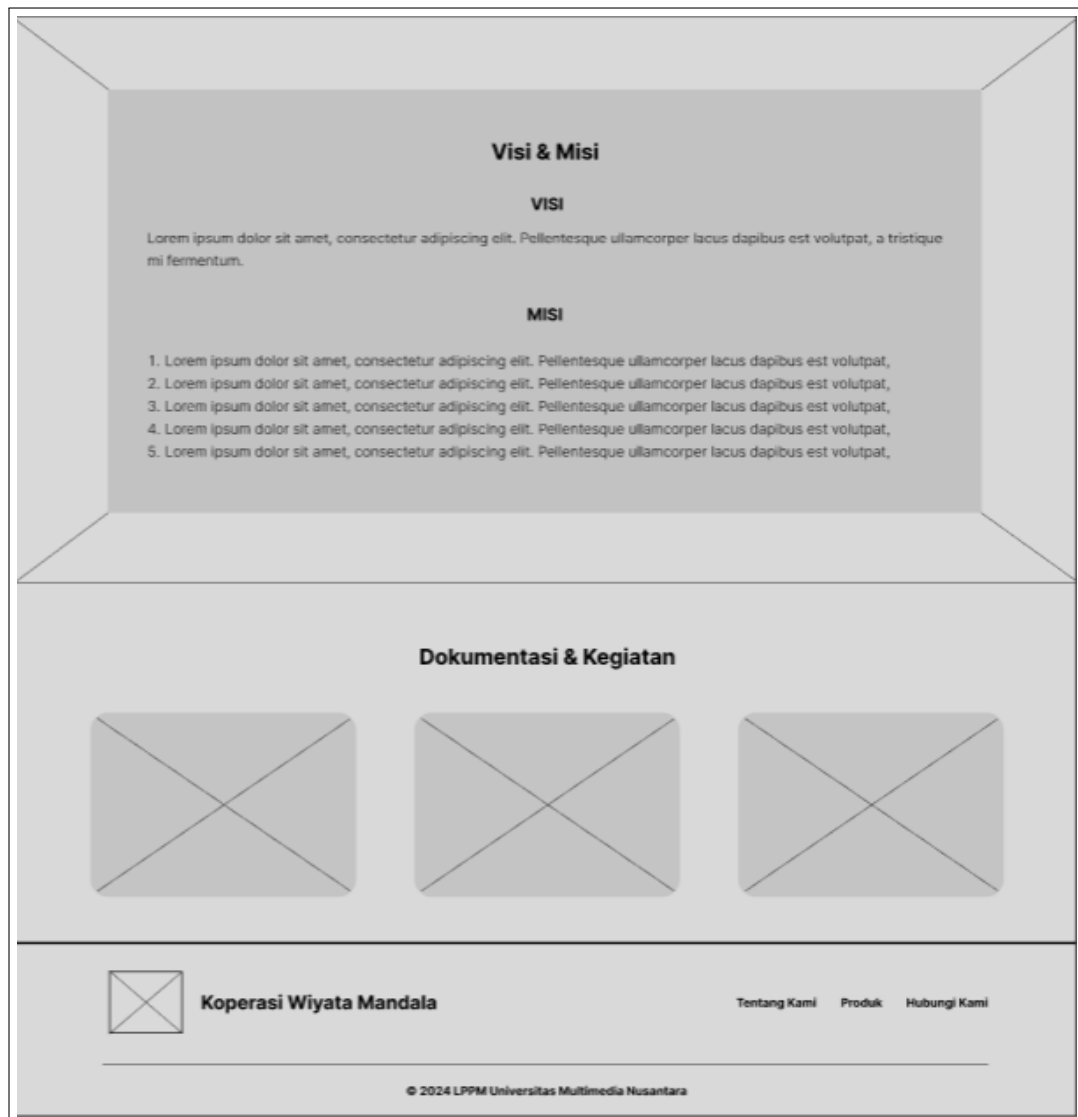 Visi & Misi
VISI
Lorem ipsum dolor sit amet, consectetur adipiscing elit. Pellentesque ullamcorper lacus dapibus est volutpat, a tristique
mi fermentum.
MISI
1. Lorem ipsum dolor sit amet, consectetur adipiscing elit. Pellentesque ullamcorper lacus dapibus est volutpat,
2. Lorem ipsum dolor sit amet, consectetur adipiscing elit. Pellentesque ullamcorper lacus dapibus est volutpat,
3. Lorem ipsum dolor sit amet, consectetur adipiscing elit. Pellentesque ullamcorper lacus dapibus est volutpat,
4. Lorem ipsum dolor sit amet, consectetur adipiscing elit. Pellentesque ullamcorper lacus dapibus est volutpat,
5. Lorem ipsum dolor sit amet, consectetur adipiscing elit. Pellentesque ullamcorper lacus dapibus est volutpat,
Dokumentasi & Kegiatan
Koperasi Wiyata Mandala
Tentang Kami Produk Hubungi Kami
© 2024 LPPM Universitas Multimedia Nusantara